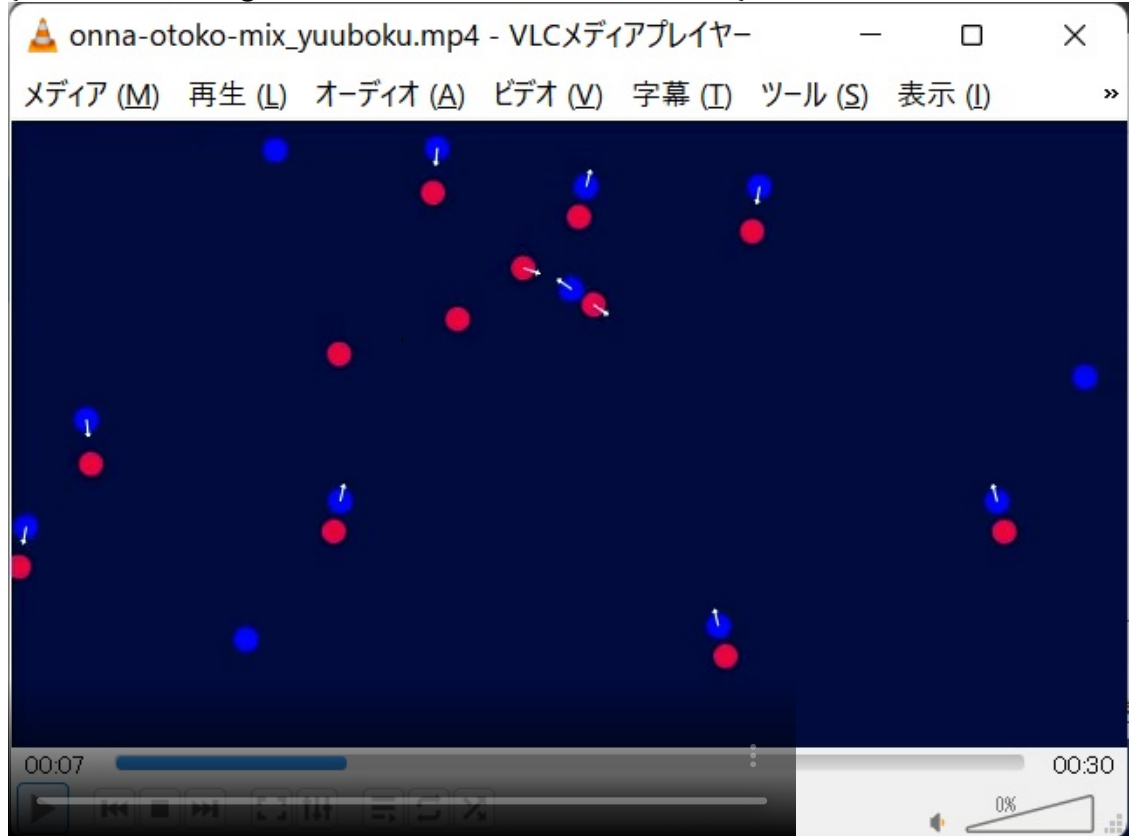 onna-otoko-mix_yuuboku.mp4 - VLCメディアプレイヤー
メディア (M) 再生 (L) オーディオ (A) ビデオ (V) 字幕 (T) ツール (S) 表示 (I) »
00:07 00:30
0%